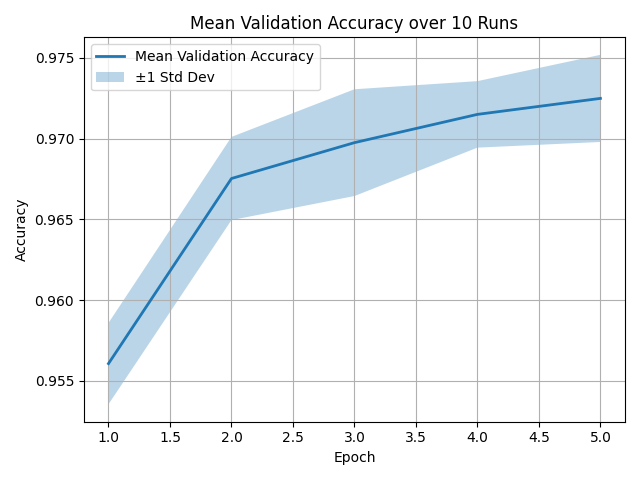 Mean Validation Accuracy over 10 Runs
Mean Validation Accuracy
±1 Std Dev
0.975
0.970
0.965
0.960
0.955
Accuracy
1.0 1.5 2.0 2.5 3.0 3.5 4.0 4.5 5.0
Epoch